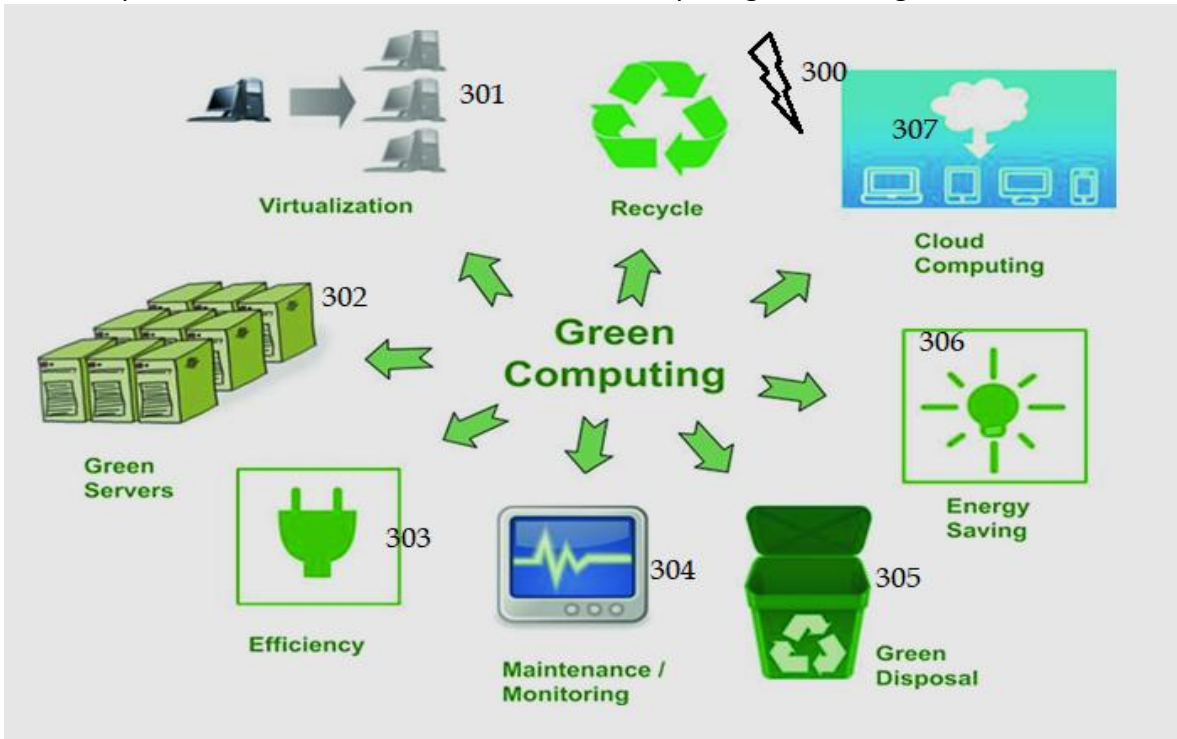 301
300
307
Virtualization
Recycle
Cloud
Computing
302
Green
Computing
306
Green
Servers
303
304
305
Energy
Saving
Efficiency
Maintenance /
Monitoring
Green
Disposal